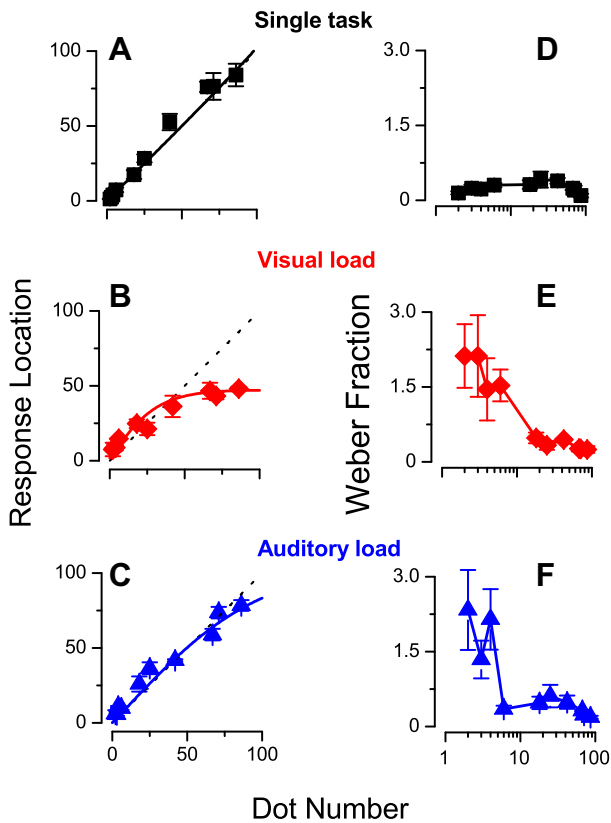 Single task
A
D
100
50
0
3.0
1.5
0
Visual load
B
E
100
50
0
3.0
1.5
0
Response Location
Weber Fraction
Auditory load
C
F
100
50
0
3.0
1.5
0
0 50 100
1 10 100
Dot Number